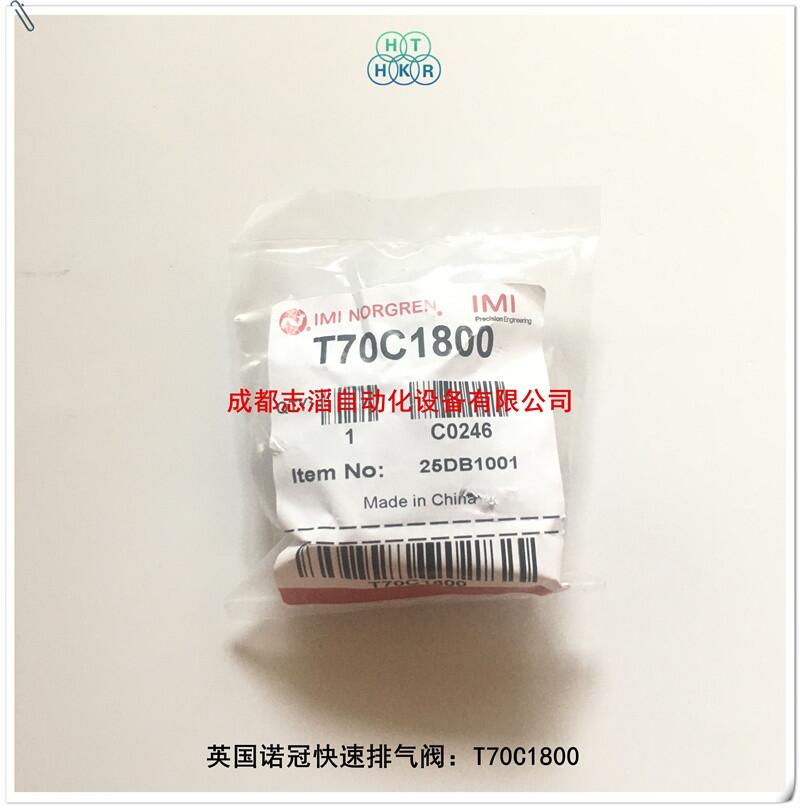 H T
H K R
IMI NORGREN. IMI
Precision Engineering
T70C1800
QTY:
成都志滔自动化设备有限公司
1 C0246
Item No: 25DB1001
Made in China
T70C1800
英国诺冠快速排气阀：T70C1800